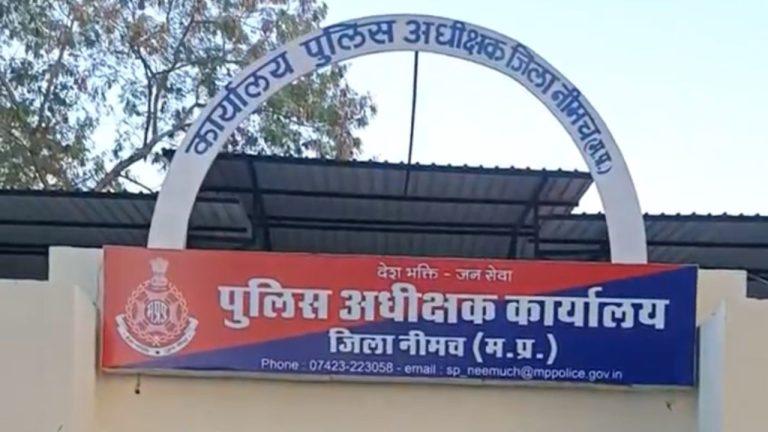 कार्यालय पुलिस अधीक्षक जिला नीमच (म.प्र.)
देश भक्ति - जन सेवा
पुलिस अधीक्षक कार्यालय
जिला नीमच (म.प्र.)
Phone : 07423-223058 - email : sp_neemuch@mppolice.gov.in